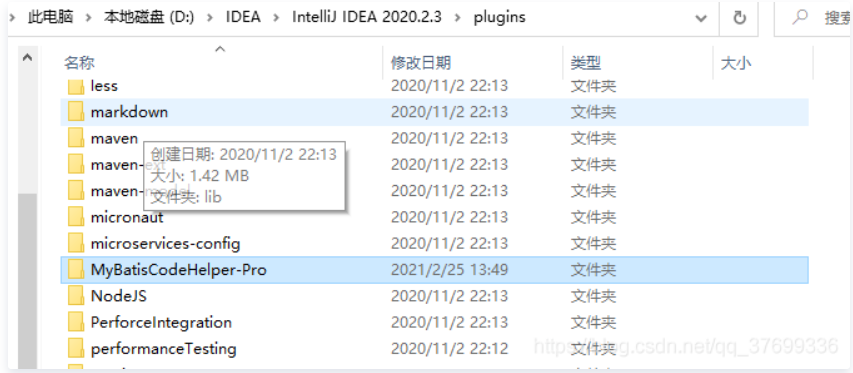 此电脑 > 本地磁盘 (D:) > IDEA > IntelliJ IDEA 2020.2.3 > plugins 搜索
名称 修改日期 类型 大小
less 2020/11/2 22:13 文件夹
markdown 2020/11/2 22:13 文件夹
maven 2020/11/2 22:13 文件夹
创建日期: 2020/11/2 22:13
maven-ext 2020/11/2 22:13 文件夹
大小: 1.42 MB
maven-model 2020/11/2 22:13 文件夹
文件夹: lib
micronaut 2020/11/2 22:13 文件夹
microservices-config 2020/11/2 22:13 文件夹
MyBatisCodeHelper-Pro 2021/2/25 13:49 文件夹
NodeJS 2020/11/2 22:13 文件夹
PerforceIntegration 2020/11/2 22:13 文件夹
performanceTesting 2020/11/2 22:12 文件夹
https://blog.csdn.net/qq_37699336